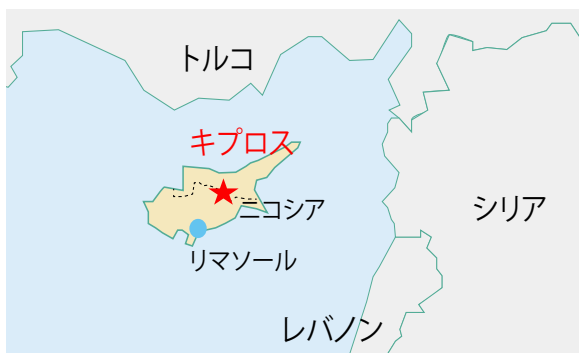 トルコ
キプロス
ニコシア
シリア
リマソール
レバノン